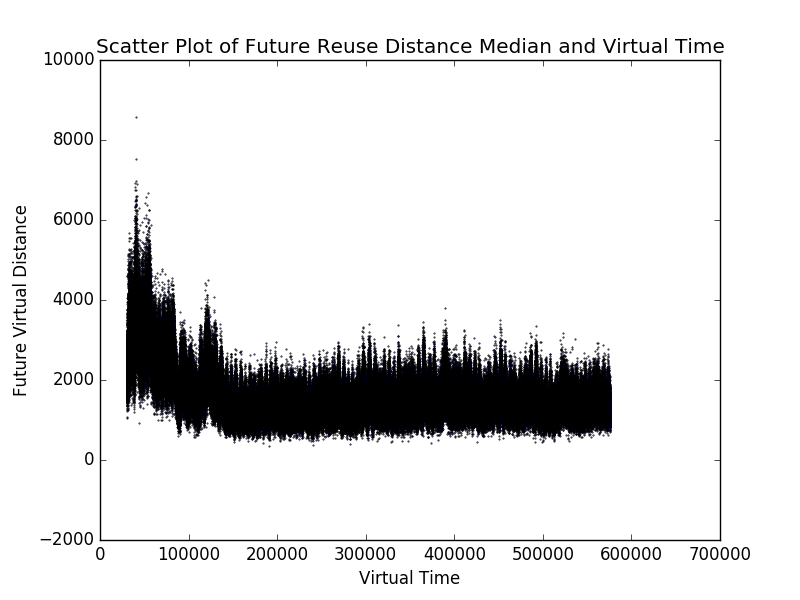 Scatter Plot of Future Reuse Distance Median and Virtual Time
10000
8000
6000
4000
2000
0
−2000
Future Virtual Distance
0 100000 200000 300000 400000 500000 600000 700000
Virtual Time